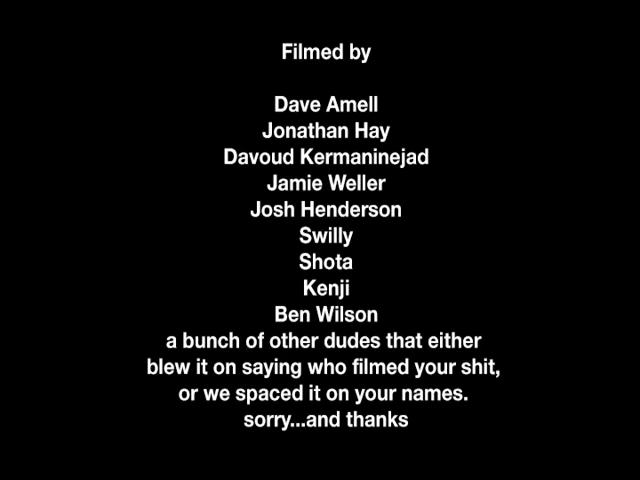 Filmed by
Dave Amell
Jonathan Hay
Davoud Kermaninejad
Jamie Weller
Josh Henderson
Swilly
Shota
Kenji
Ben Wilson
a bunch of other dudes that either
blew it on saying who filmed your shit,
or we spaced it on your names.
sorry...and thanks